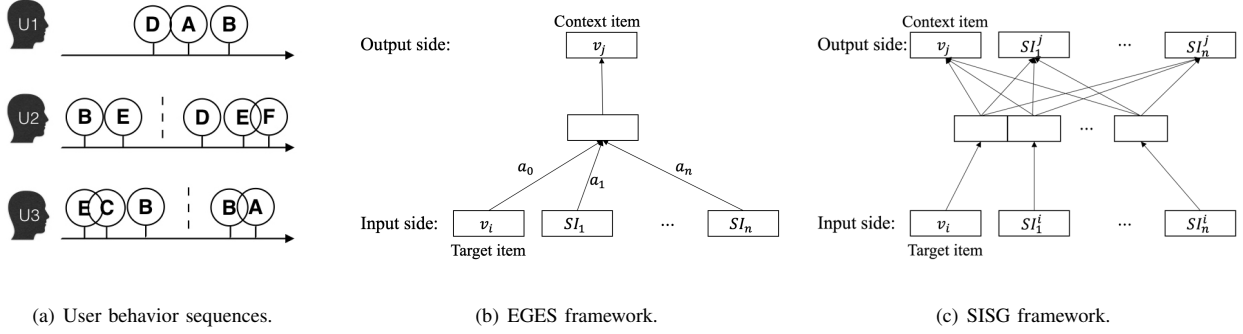 U1
D A B
U2
B E D E F
U3
E C B B A
(a) User behavior sequences.
Context item
Output side: v_j
a_0 a_1 a_n
Input side: v_i SI_1 ... SI_n
Target item
(b) EGES framework.
Context item
Output side: v_j SI_1^j ... SI_n^j
...
Input side: v_i SI_1^i ... SI_n^i
Target item
(c) SISG framework.